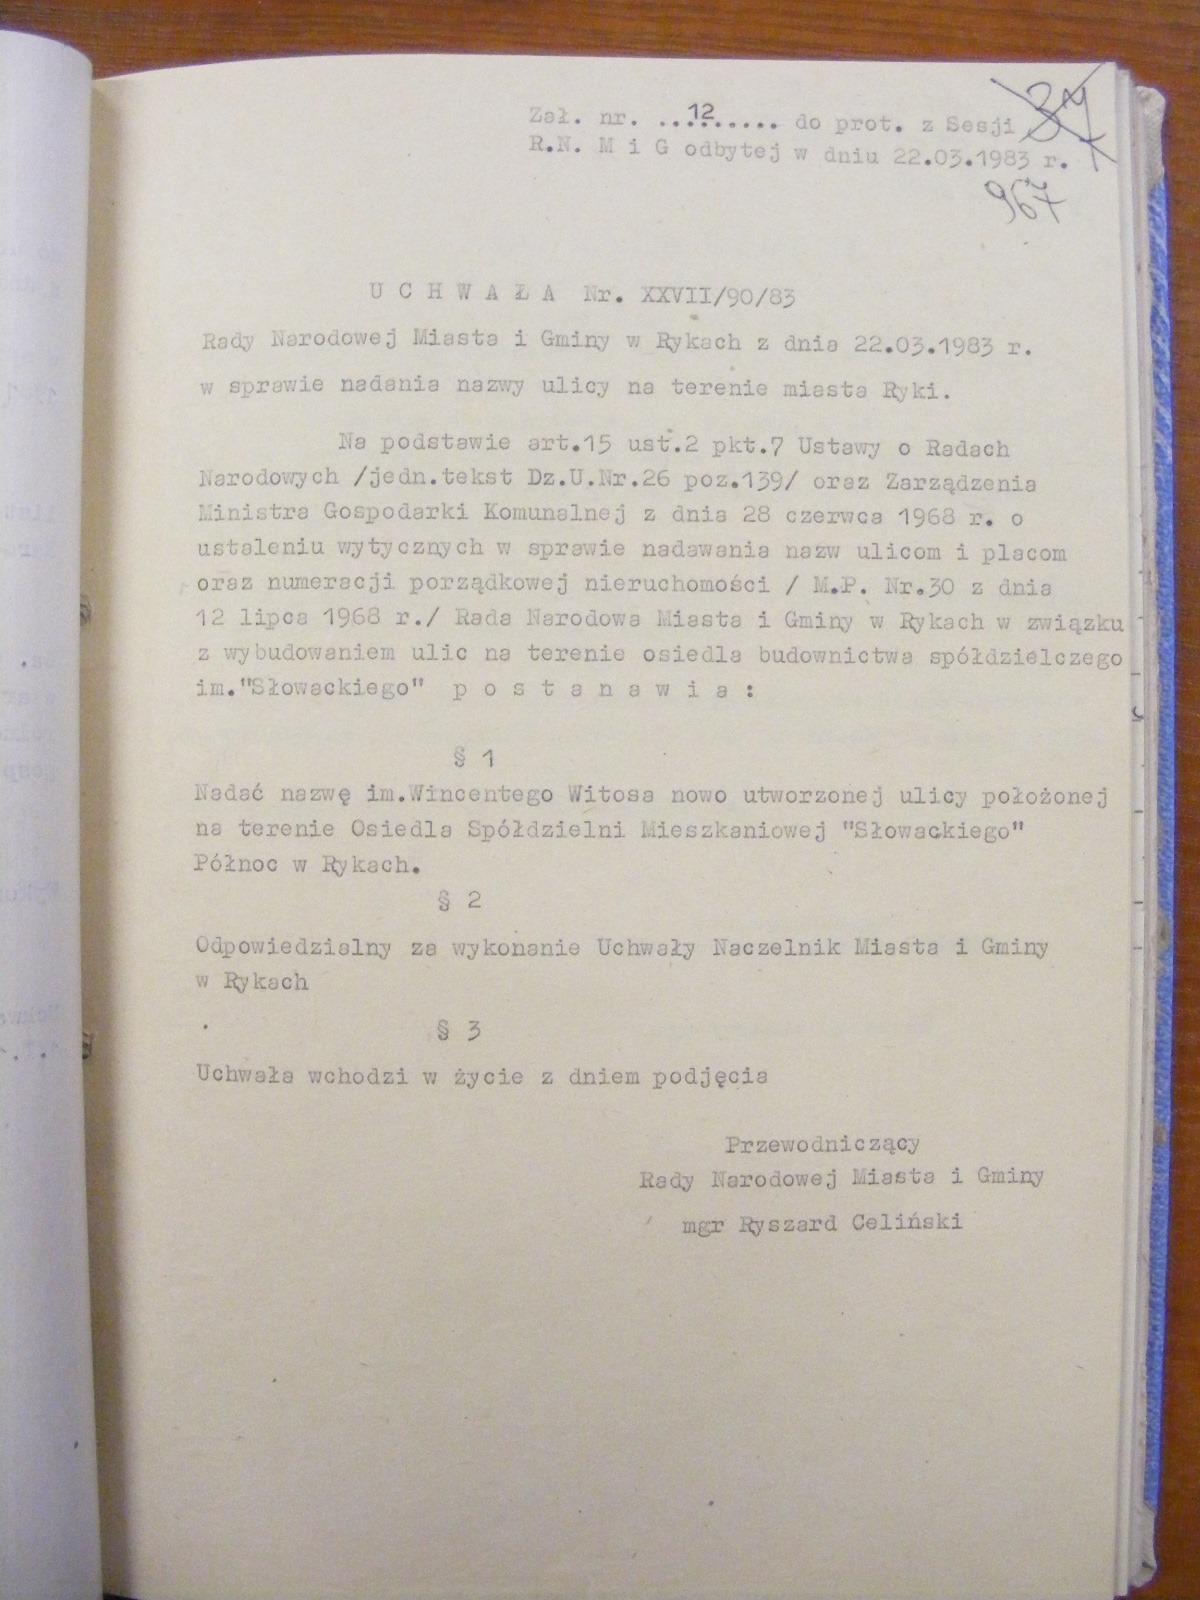 Zał. nr. ...12...... do prot. z Sesji
R.N. M i G odbytej w dniu 22.03.1983 r.
967
U C H W A Ł A Nr. XXVII/90/83
Rady Narodowej Miasta i Gminy w Rykach z dnia 22.03.1983 r.
w sprawie nadania nazwy ulicy na terenie miasta Ryki.
Na podstawie art.15 ust.2 pkt.7 Ustawy o Radach
Narodowych /jedn.tekst Dz.U.Nr.26 poz.139/ oraz Zarządzenia
Ministra Gospodarki Komunalnej z dnia 28 czerwca 1968 r. o
ustaleniu wytycznych w sprawie nadawania nazw ulicom i placom
oraz numeracji porządkowej nieruchomości / M.P. Nr.30 z dnia
12 lipca 1968 r./ Rada Narodowa Miasta i Gminy w Rykach w związku
z wybudowaniem ulic na terenie osiedla budownictwa spółdzielczego
im."Słowackiego" p o s t a n a w i a :
§ 1
Nadać nazwę im.Wincentego Witosa nowo utworzonej ulicy położonej
na terenie Osiedla Spółdzielni Mieszkaniowej "Słowackiego"
Północ w Rykach.
§ 2
Odpowiedzialny za wykonanie Uchwały Naczelnik Miasta i Gminy
w Rykach
§ 3
Uchwała wchodzi w życie z dniem podjęcia
Przewodniczący
Rady Narodowej Miasta i Gminy
mgr Ryszard Celiński